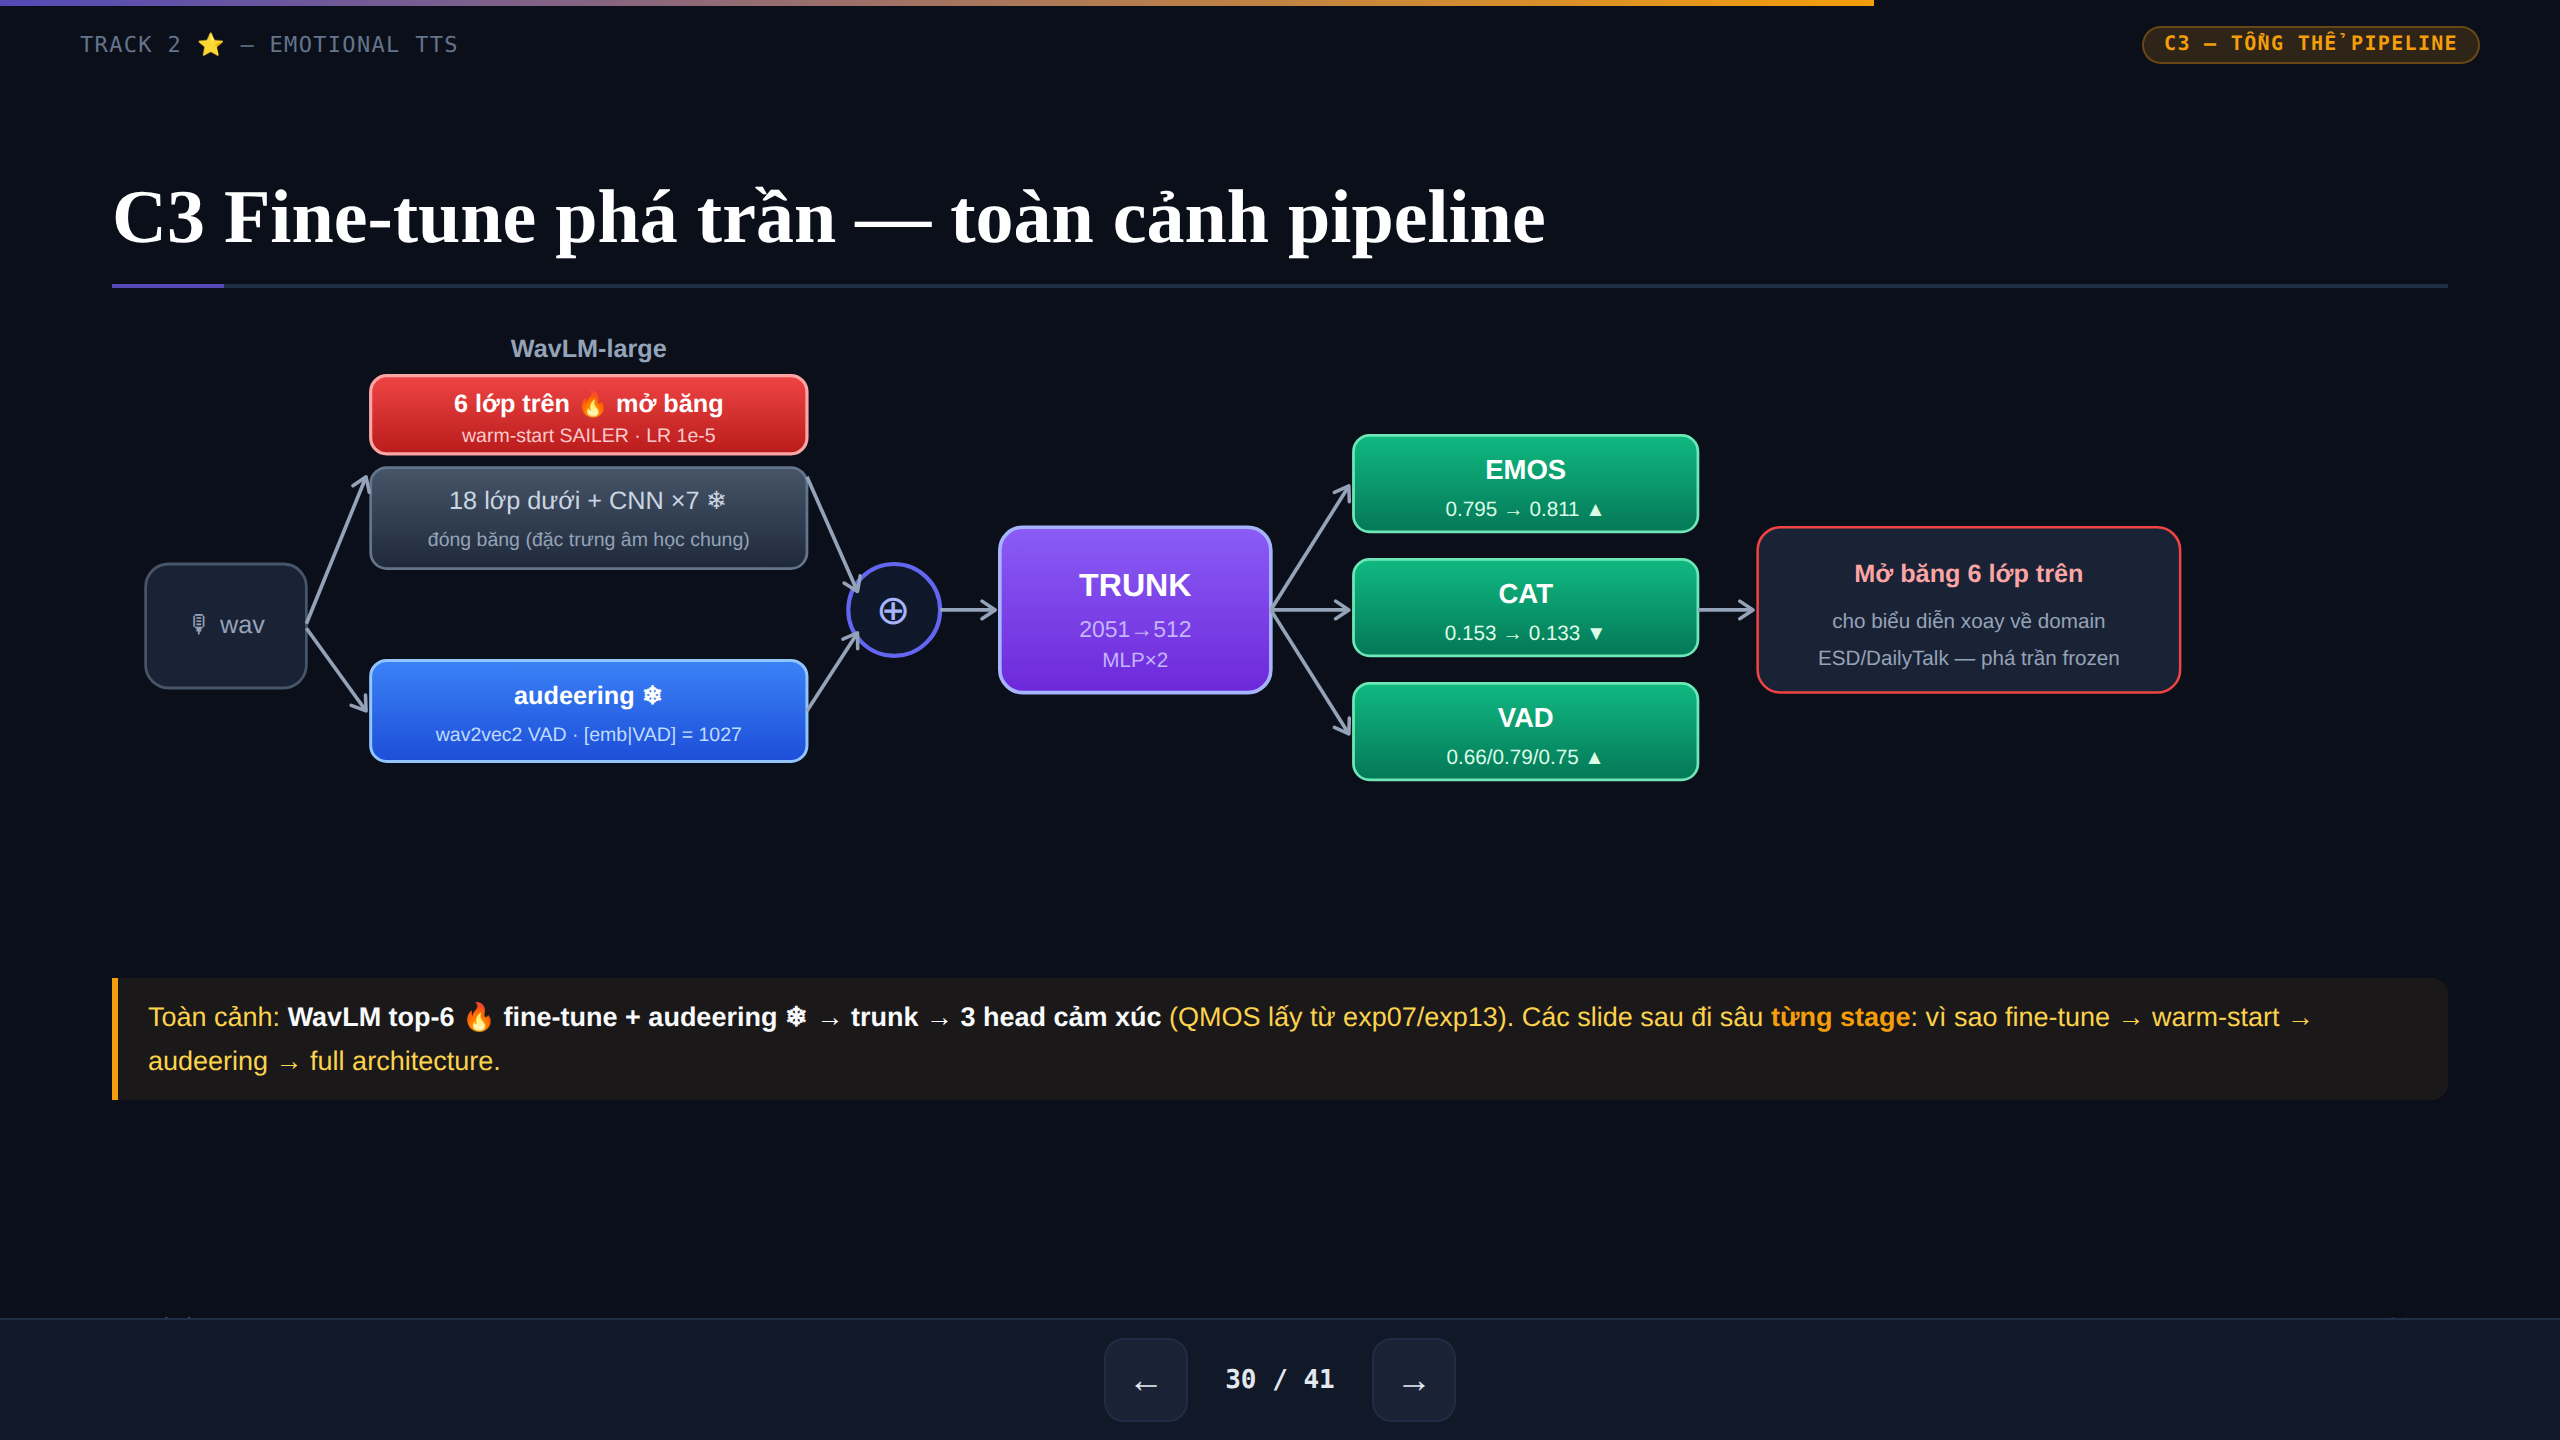 TRACK 2 ⭐ — EMOTIONAL TTS
C3 — TỔNG THỂ PIPELINE
C3 Fine-tune phá trần — toàn cảnh pipeline
WavLM-large
6 lớp trên 🔥 mở băng
warm-start SAILER · LR 1e-5
18 lớp dưới + CNN ×7 ❄
đóng băng (đặc trưng âm học chung)
🎙 wav
audeering ❄
wav2vec2 VAD · [emb|VAD] = 1027
⊕
TRUNK
2051→512
MLP×2
EMOS
0.795 → 0.811 ▲
CAT
0.153 → 0.133 ▼
VAD
0.66/0.79/0.75 ▲
Mở băng 6 lớp trên
cho biểu diễn xoay về domain
ESD/DailyTalk — phá trần frozen
Toàn cảnh: WavLM top-6 🔥 fine-tune + audeering ❄ → trunk → 3 head cảm xúc (QMOS lấy từ exp07/exp13). Các slide sau đi sâu từng stage: vì sao fine-tune → warm-start →
audeering → full architecture.
← 30 / 41 →